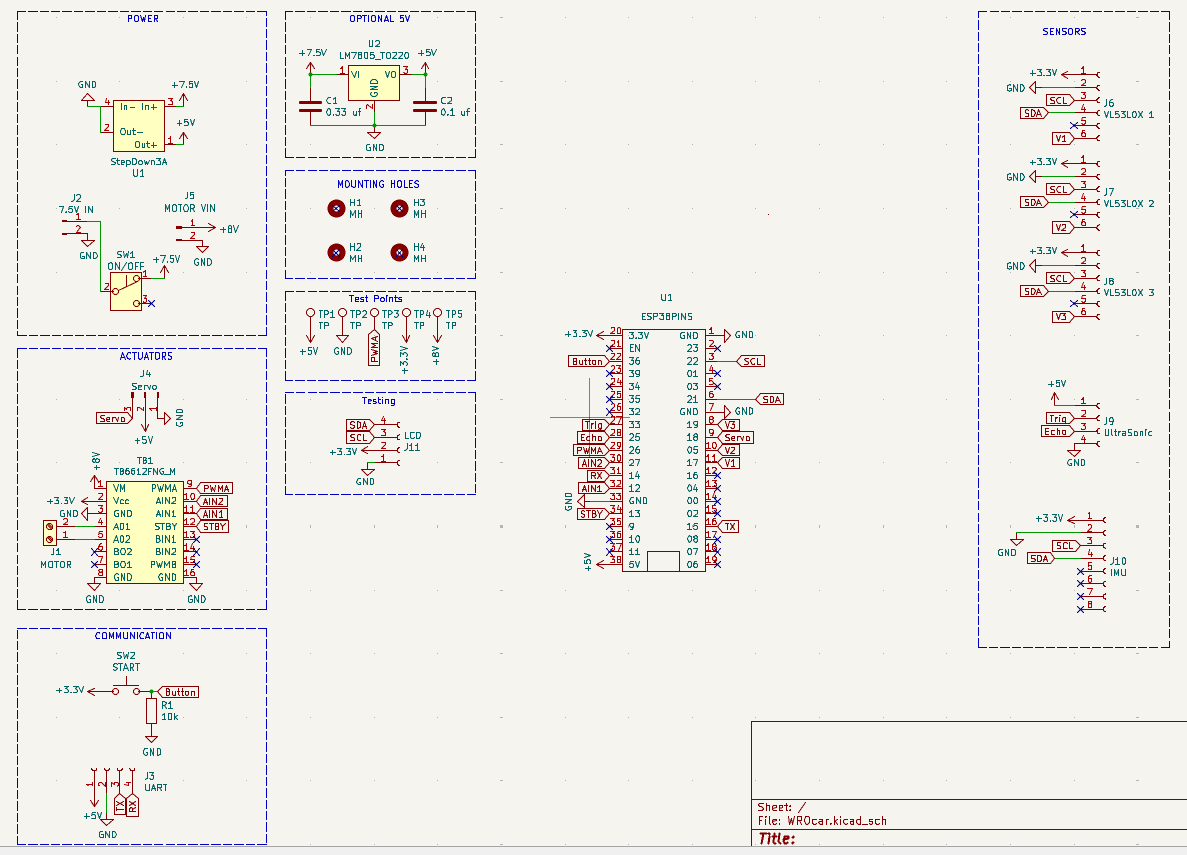 POWER
GND
+7.5V
4 In- In+ 3
+5V
2 Out-
Out+ 1
StepDown3A
U1
J2
7.5V IN
1
2
GND
J5
MOTOR VIN
1
+8V
2
GND
SW1
ON/OFF
+7.5V
1
2
3
OPTIONAL 5V
U2
LM7805_TO220
+7.5V
+5V
1 VI VO 3
GND
2
C1
0.33 uf
C2
0.1 uf
GND
MOUNTING HOLES
H1
MH
H3
MH
H2
MH
H4
MH
Test Points
TP1
TP
TP2
TP
TP3
TP
TP4
TP
TP5
TP
+5V
GND
PWMA
+3.3V
+8V
Testing
SDA 4
SCL 3
LCD
+3.3V 2
J11
1
GND
ACTUATORS
J4
Servo
3
2
1
Servo
GND
+5V
TB1
TB6612FNG_M
+8V
1 VM PWMA 9 PWMA
+3.3V 2 Vcc AIN2 10 AIN2
GND 3 GND AIN1 11 AIN1
2 4 AO1 STBY 12 STBY
1 5 AO2 BIN1 13
J1
MOTOR
6 BO2 BIN2 14
7 BO1 PWMB 15
8 GND GND 16
GND
GND
COMMUNICATION
SW2
START
+3.3V
Button
R1
10k
GND
1
2
3
4
J3
UART
+5V
TX
RX
GND
U1
ESP38PINS
+3.3V 20 3.3V GND 1 GND
21 EN 23 2
Button 22 36 22 3 SCL
23 39 01 4
24 34 03 5
25 35 21 6 SDA
26 32 GND 7 GND
Trig 27 33 19 8 V3
Echo 28 25 18 9 Servo
PWMA 29 26 05 10 V2
AIN2 30 27 17 11 V1
RX 31 14 16 12
AIN1 32 12 04 13
GND 33 GND 00 14
STBY 34 13 02 15
35 9 15 16 TX
36 10 08 17
37 11 07 18
+5V 38 5V 06 19
SENSORS
+3.3V 1
GND 2
SCL 3
J6
SDA 4
VL53L0X 1
5
V1 6
+3.3V 1
GND 2
SCL 3
J7
SDA 4
VL53L0X 2
5
V2 6
+3.3V 1
GND 2
SCL 3
J8
SDA 4
VL53L0X 3
5
V3 6
+5V
1
Trig 2
J9
Echo 3
UltraSonic
4
GND
+3.3V 1
2
GND
SCL 3
SDA 4
J10
5
IMU
6
7
8
Sheet: /
File: WROcar.kicad_sch
Title: